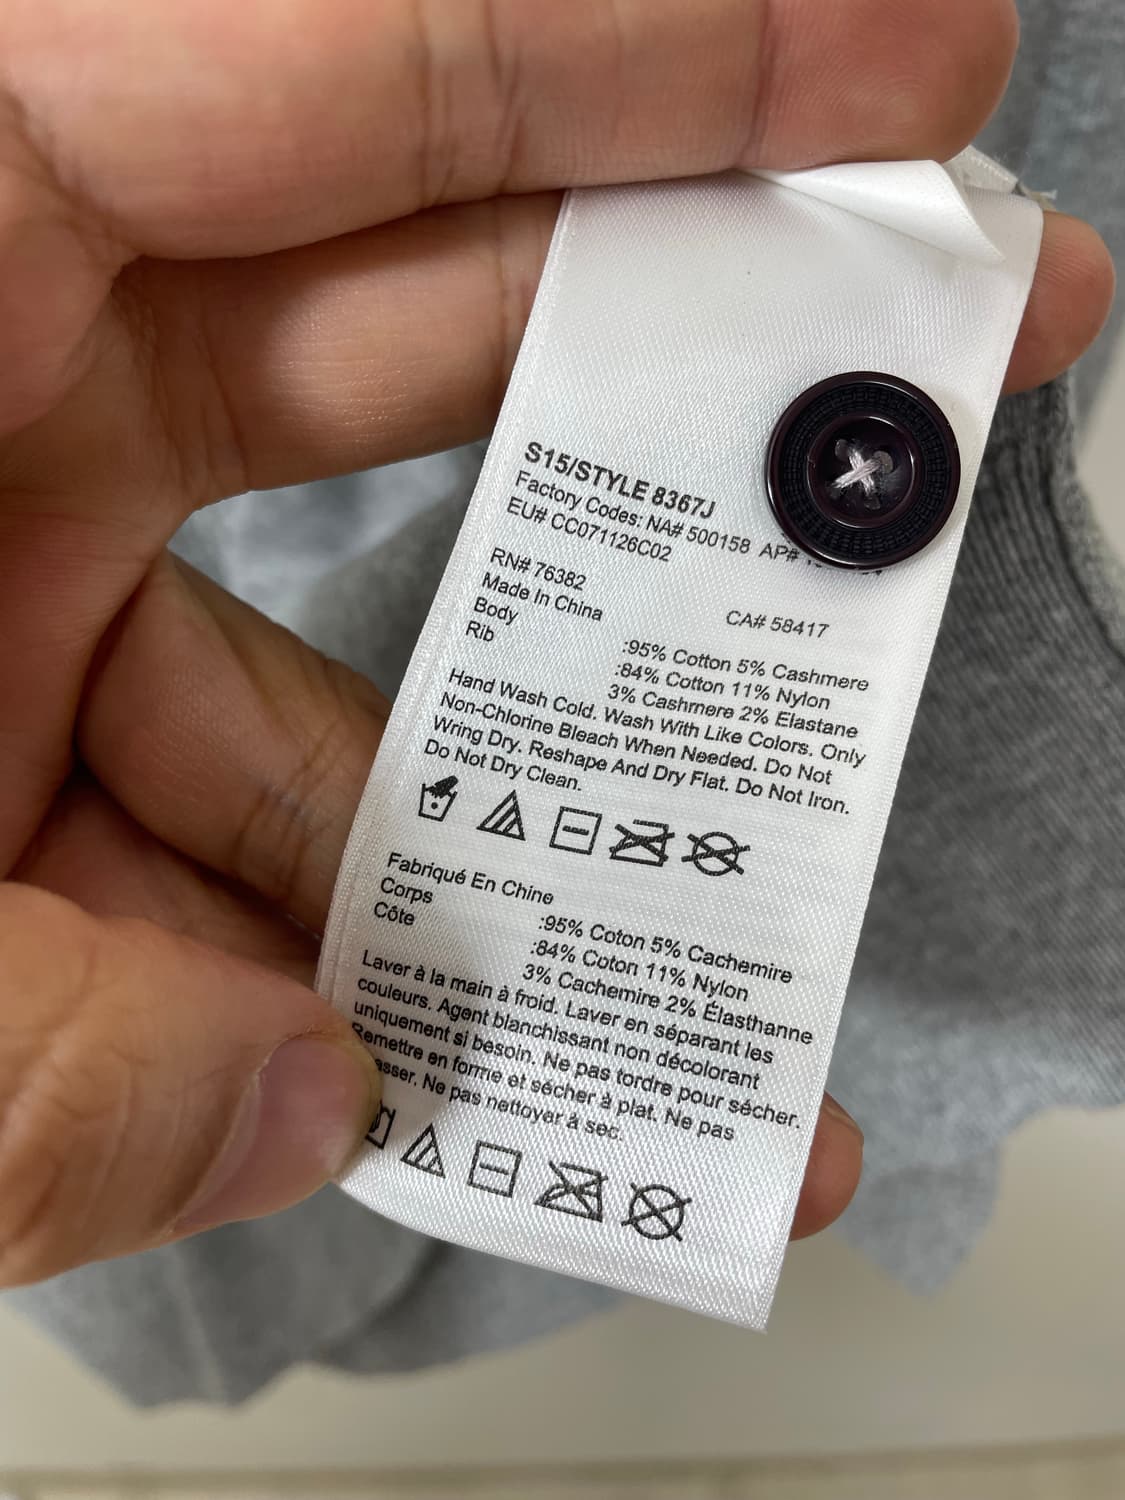 S15/STYLE 8367J
Factory Codes: NA# 500158 AP#
EU# CC071126C02
RN# 76382 CA# 58417
Made In China
Body :95% Cotton 5% Cashmere
Rib :84% Cotton 11% Nylon
3% Cashmere 2% Elastane
Hand Wash Cold. Wash With Like Colors. Only
Non-Chlorine Bleach When Needed. Do Not
Wring Dry. Reshape And Dry Flat. Do Not Iron.
Do Not Dry Clean.
Fabriqué En Chine
Corps :95% Coton 5% Cachemire
Côte :84% Coton 11% Nylon
3% Cachemire 2% Élasthanne
Laver à la main à froid. Laver en séparant les
couleurs. Agent blanchissant non décolorant
uniquement si besoin. Ne pas tordre pour sécher.
Remettre en forme et sécher à plat. Ne pas
asser. Ne pas nettoyer à sec.